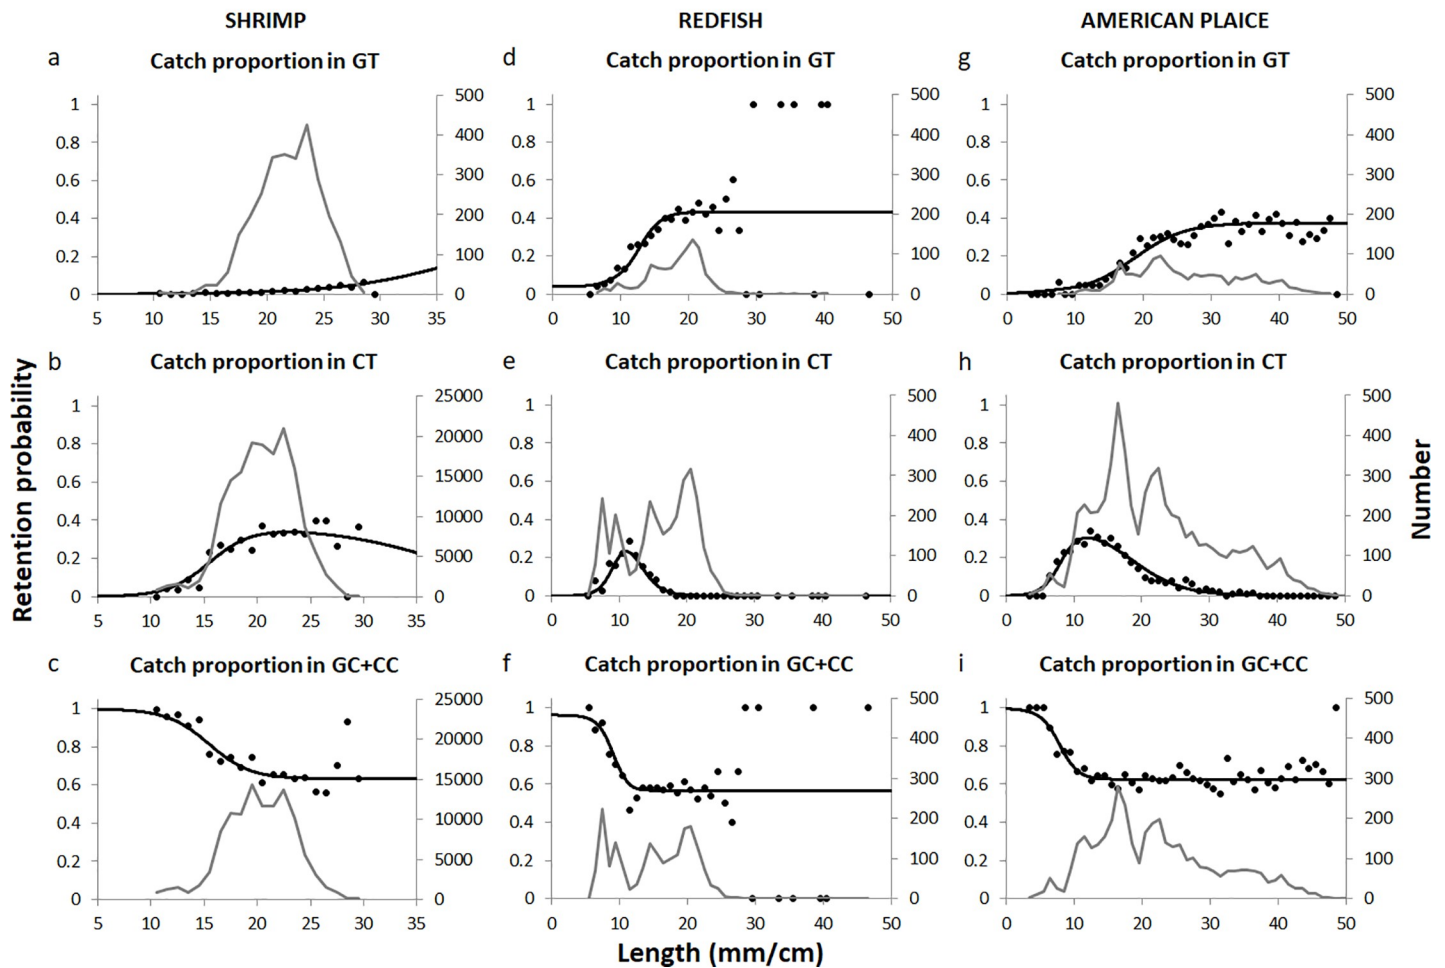 SHRIMP REDFISH AMERICAN PLAICE
a Catch proportion in GT d Catch proportion in GT g Catch proportion in GT
1 500 1 500 1 500
0.8 400 0.8 400 0.8 400
0.6 300 0.6 300 0.6 300
0.4 200 0.4 200 0.4 200
0.2 100 0.2 100 0.2 100
0 0 0 0 0 0
5 10 15 20 25 30 35 0 10 20 30 40 50 0 10 20 30 40 50
b Catch proportion in CT e Catch proportion in CT h Catch proportion in CT
1 25000 1 500 1 500
0.8 20000 0.8 400 0.8 400
0.6 15000 0.6 300 0.6 300
0.4 10000 0.4 200 0.4 200
0.2 5000 0.2 100 0.2 100
0 0 0 0 0 0
5 10 15 20 25 30 35 0 10 20 30 40 50 0 10 20 30 40 50
Retention probability
Number
c Catch proportion in GC+CC f Catch proportion in GC+CC i Catch proportion in GC+CC
1 25000 1 500 1 500
0.8 20000 0.8 400 0.8 400
0.6 15000 0.6 300 0.6 300
0.4 10000 0.4 200 0.4 200
0.2 5000 0.2 100 0.2 100
0 0 0 0 0 0
5 10 15 20 25 30 35 0 10 20 30 40 50 0 10 20 30 40 50
Length (mm/cm)